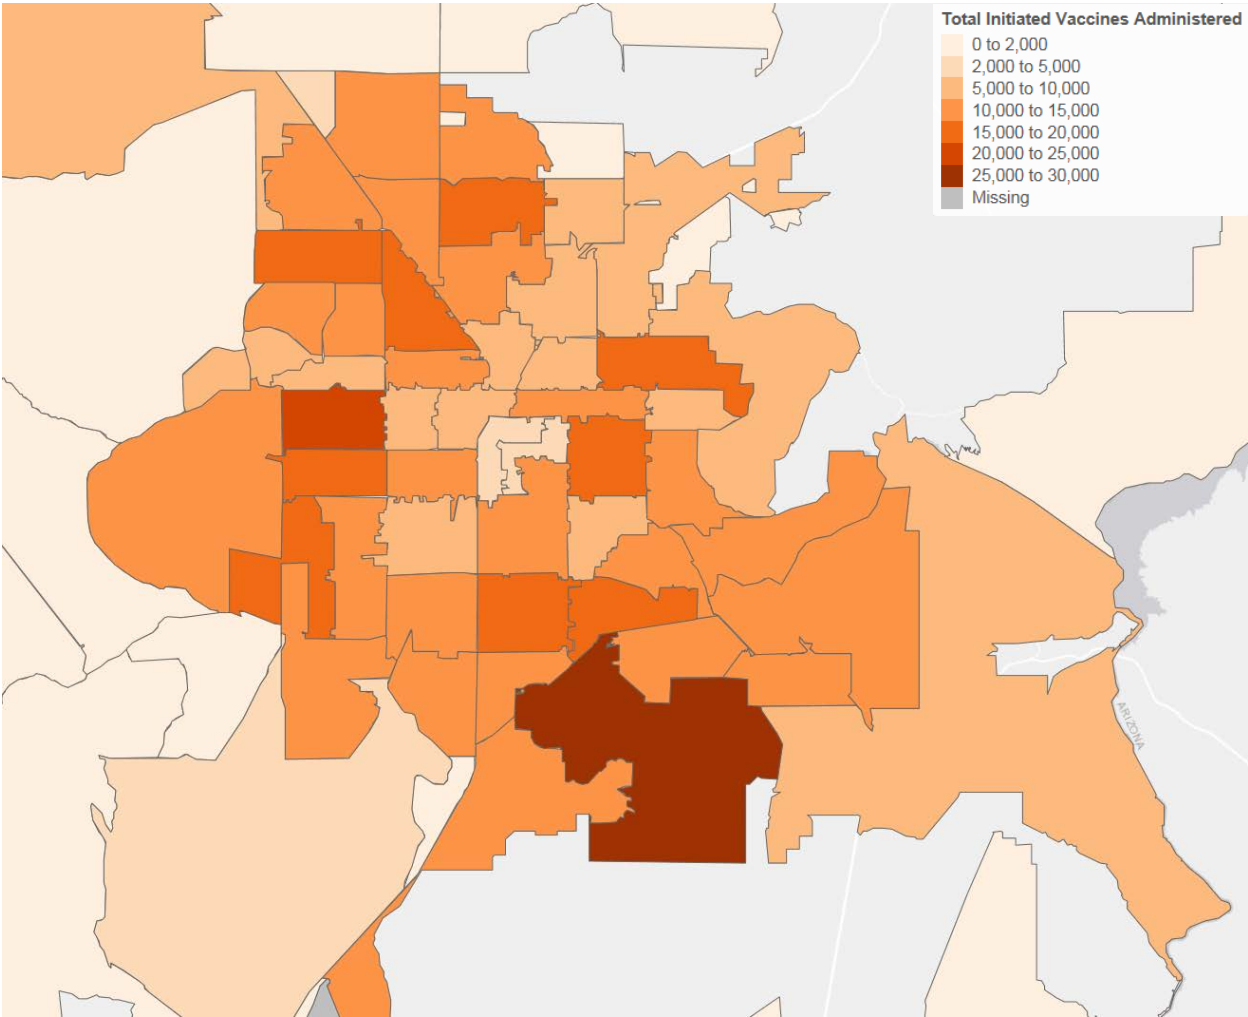 Total Initiated Vaccines Administered
0 to 2,000
2,000 to 5,000
5,000 to 10,000
10,000 to 15,000
15,000 to 20,000
20,000 to 25,000
25,000 to 30,000
Missing
ARIZONA